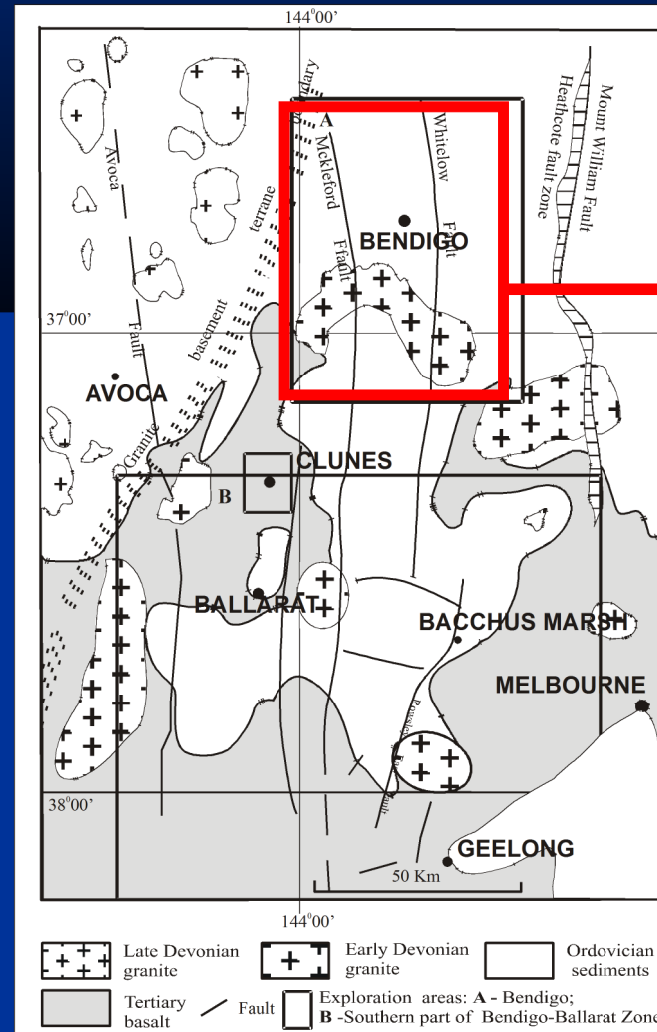 144°00'
boundary
A
Mckleford
Ffault
Whitelow
Fault
Heathcote fault zone
Mount William Fault
Avoca
Fault
terrane
basement
Granite
BENDIGO
37°00'
AVOCA
CLUNES
B
BALLARAT
BACCHUS MARSH
MELBOURNE
38°00'
GEELONG
50 Km
144°00'
Late Devonian
granite
Early Devonian
granite
Ordovician
sediments
Tertiary
basalt
Fault
Exploration areas: A - Bendigo;
B -Southern part of Bendigo-Ballarat Zone